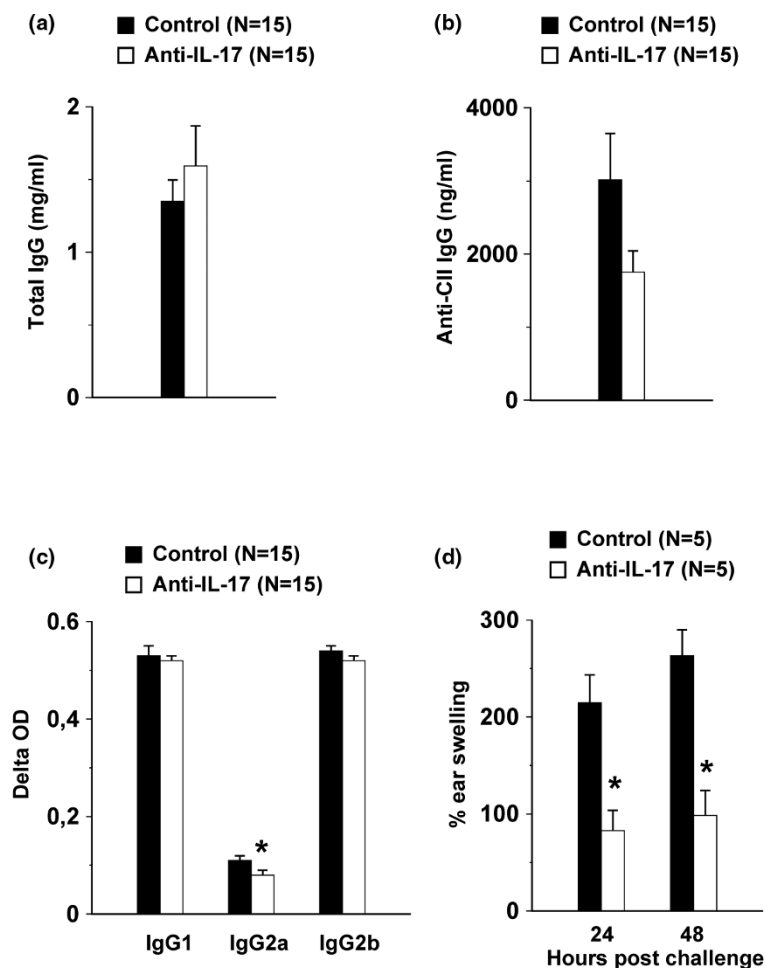 (a)
Control (N=15)
Anti-IL-17 (N=15)
2
1
0
Total IgG (mg/ml)
(b)
Control (N=15)
Anti-IL-17 (N=15)
4000
2000
0
Anti-CII IgG (ng/ml)
(c)
Control (N=15)
Anti-IL-17 (N=15)
0.6
0,4
0,2
0
Delta OD
*
IgG1 IgG2a IgG2b
(d)
Control (N=5)
Anti-IL-17 (N=5)
300
200
100
0
% ear swelling
* *
24 48
Hours post challenge